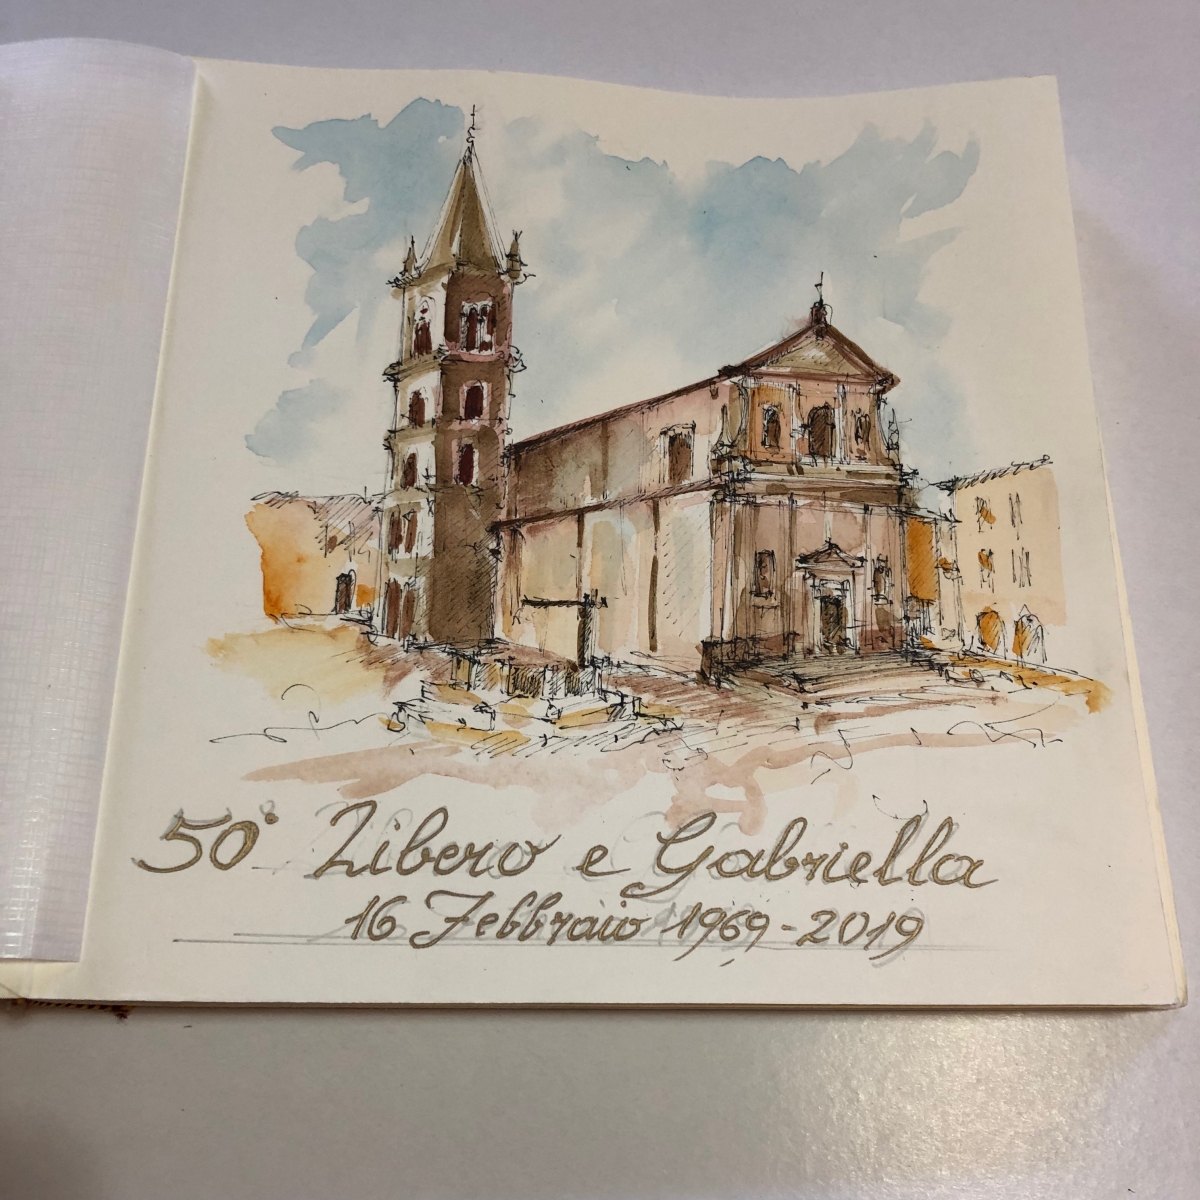 50° Libero e Gabriella
16 Febbraio 1969-2019